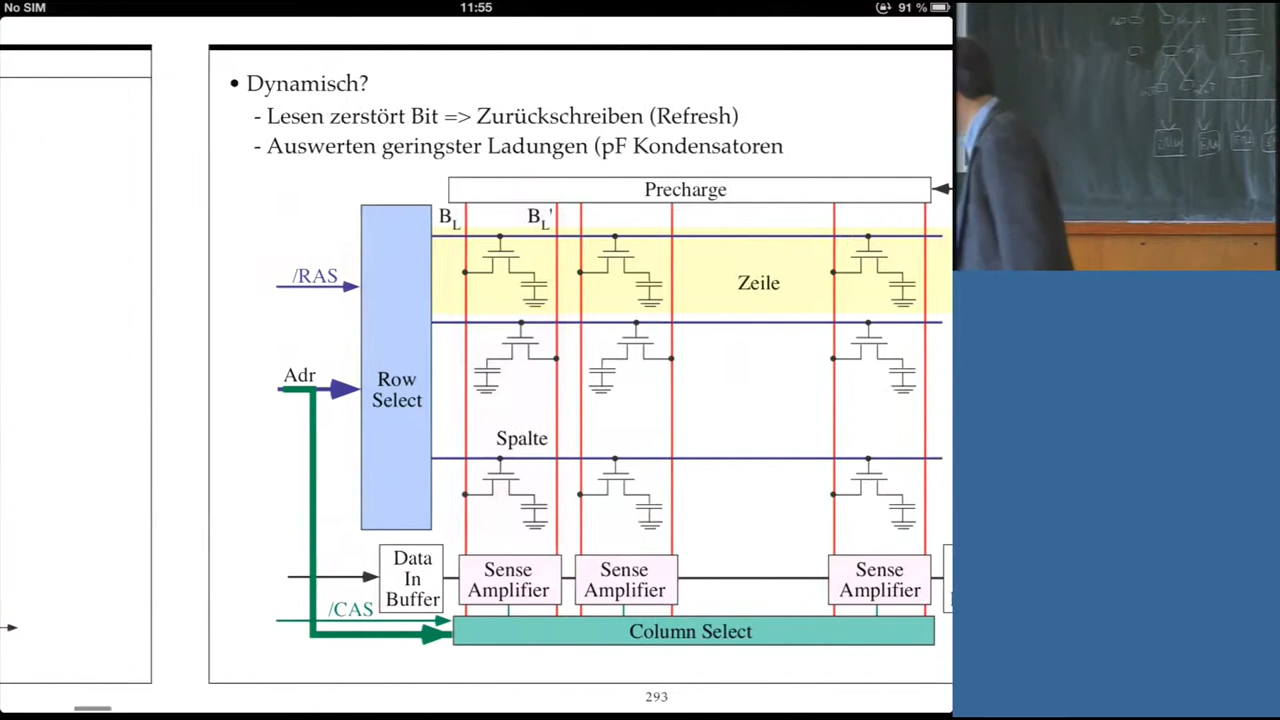 No SIM 11:55 91 %
• Dynamisch?
- Lesen zerstört Bit => Zurückschreiben (Refresh)
- Auswerten geringster Ladungen (pF Kondensatoren
Precharge
BL BL'
/RAS
Zeile
Adr
Row
Select
Spalte
Data
In
Buffer
Sense
Amplifier
Sense
Amplifier
Sense
Amplifier
/CAS
Column Select
293